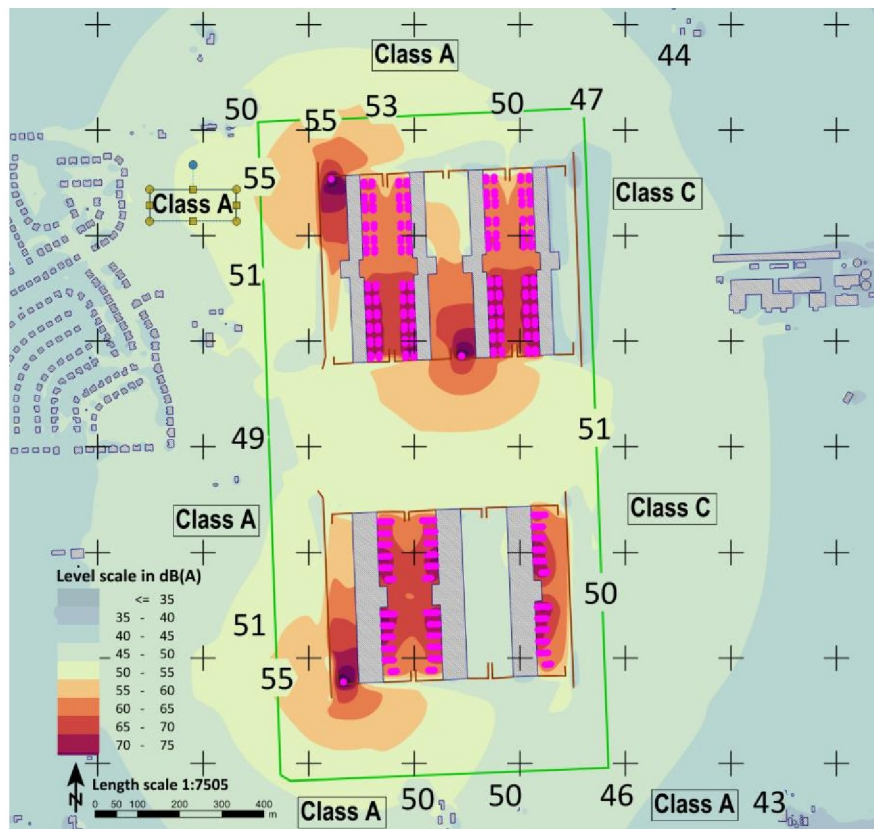 Class A
44
50
55
53
50
47
55
Class A
Class C
51
49
51
Class A
Class C
Level scale in dB(A)
<= 35
35 - 40
40 - 45
45 - 50
50 - 55
55 - 60
60 - 65
65 - 70
70 - 75
51
50
55
N
Length scale 1:7505
0 50 100 200 300 400
m
Class A
50
50
46
Class A
43